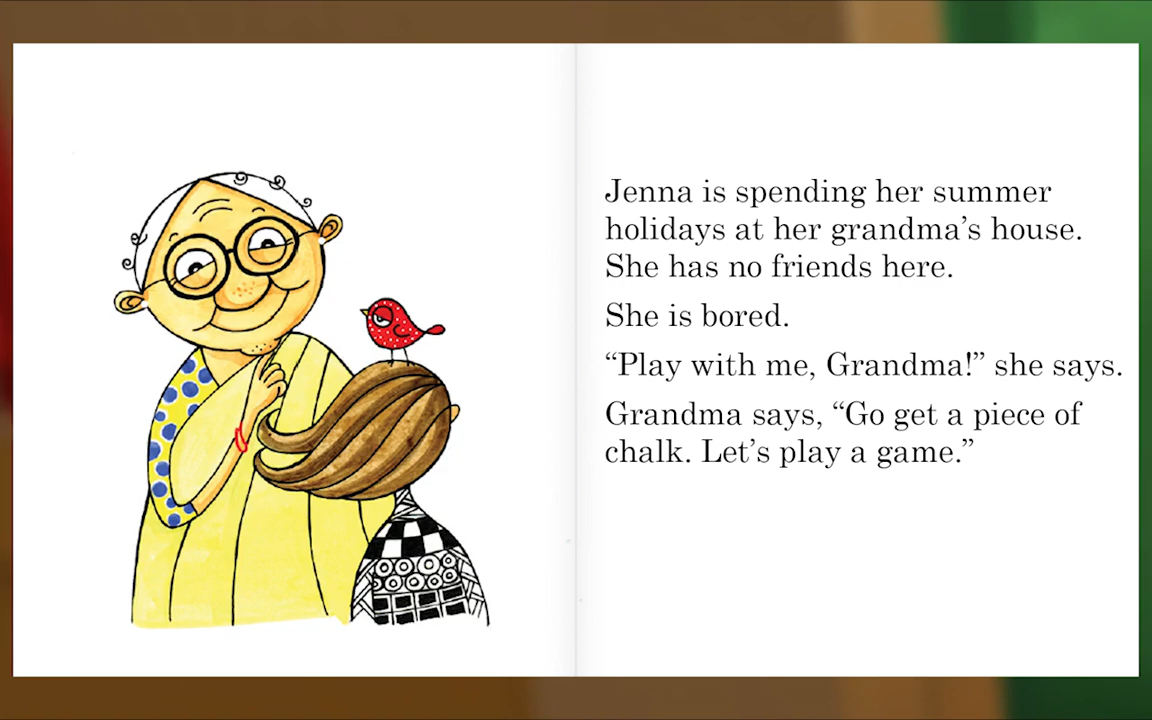 Jenna is spending her summer
holidays at her grandma's house.
She has no friends here.
She is bored.
“Play with me, Grandma!” she says.
Grandma says, “Go get a piece of
chalk. Let's play a game.”